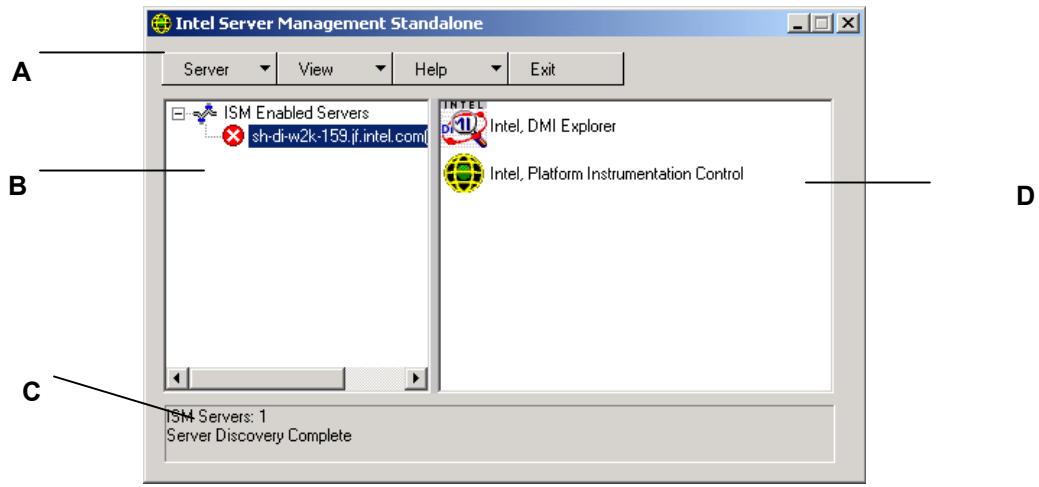 Intel Server Management Standalone
A
Server View Help Exit
ISM Enabled Servers
sh-di-w2k-159.jf.intel.com(
INTEL
DMI
Intel, DMI Explorer
Intel, Platform Instrumentation Control
B
D
C
ISM Servers: 1
Server Discovery Complete